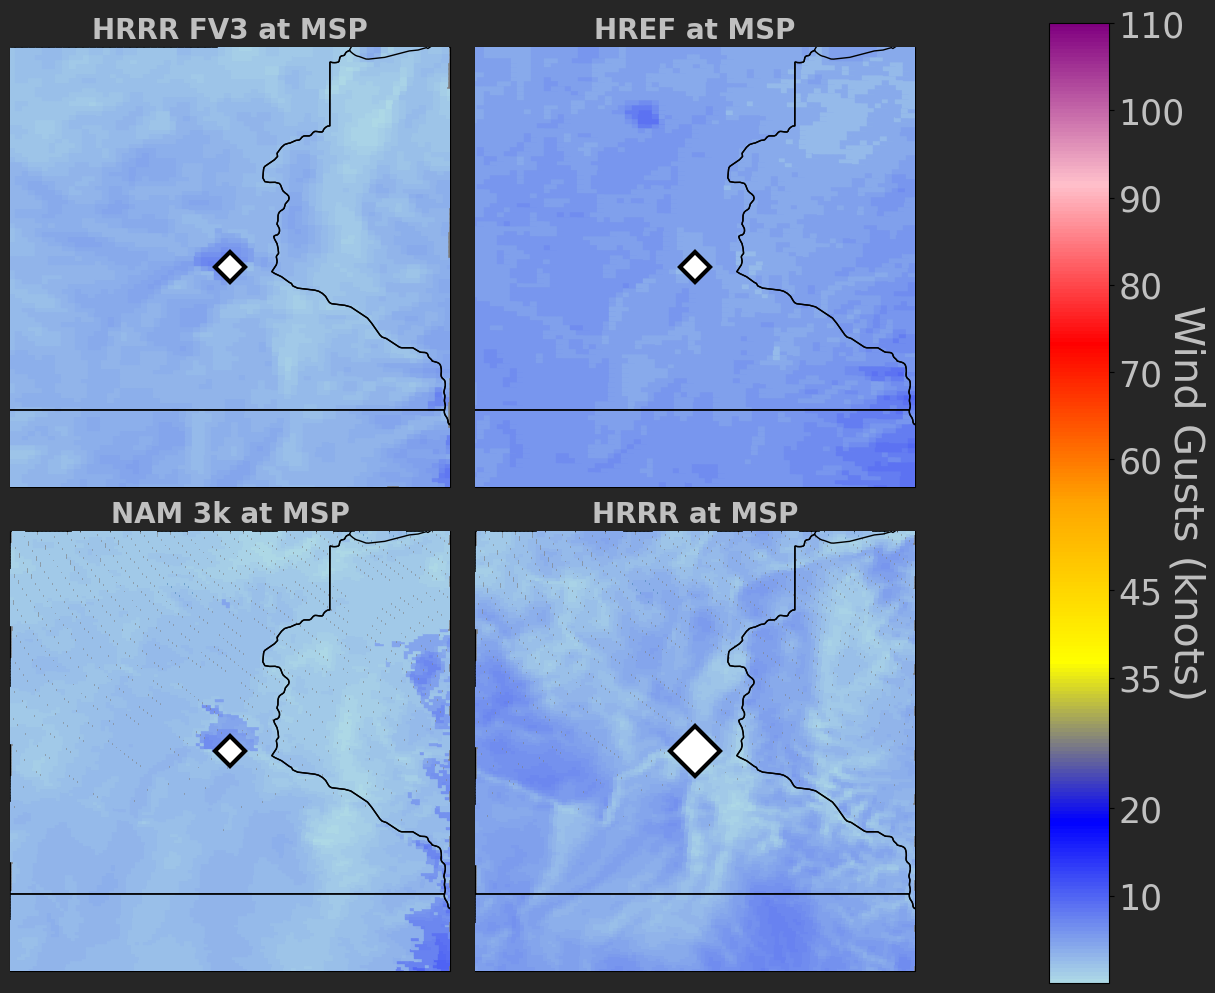 HRRR FV3 at MSP
HREF at MSP
NAM 3k at MSP
HRRR at MSP
110
100
90
80
70
60
45
35
20
10
Wind Gusts (knots)